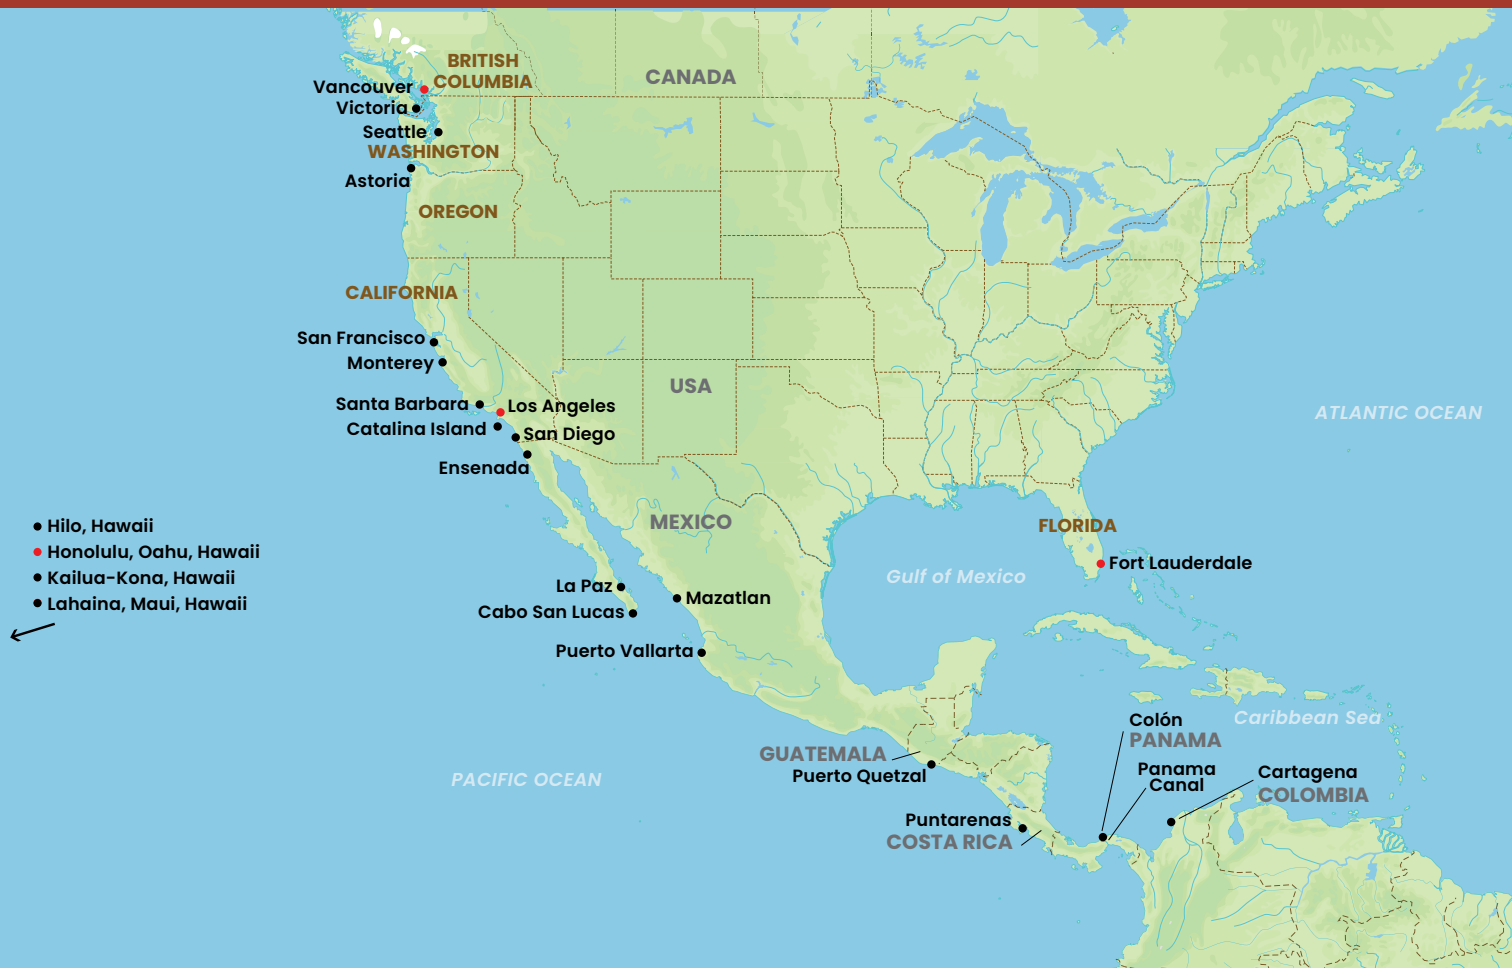 BRITISH
COLUMBIA
CANADA
Vancouver
Victoria
Seattle
WASHINGTON
Astoria
OREGON
CALIFORNIA
San Francisco
Monterey
USA
Santa Barbara
Los Angeles
ATLANTIC OCEAN
Catalina Island
San Diego
Ensenada
Hilo, Hawaii
Honolulu, Oahu, Hawaii
Kailua-Kona, Hawaii
Lahaina, Maui, Hawaii
MEXICO
FLORIDA
Fort Lauderdale
Gulf of Mexico
La Paz
Mazatlan
Cabo San Lucas
Puerto Vallarta
Caribbean Sea
Colón
PANAMA
GUATEMALA
Puerto Quetzal
PACIFIC OCEAN
Panama
Canal
Cartagena
COLOMBIA
Puntarenas
COSTA RICA